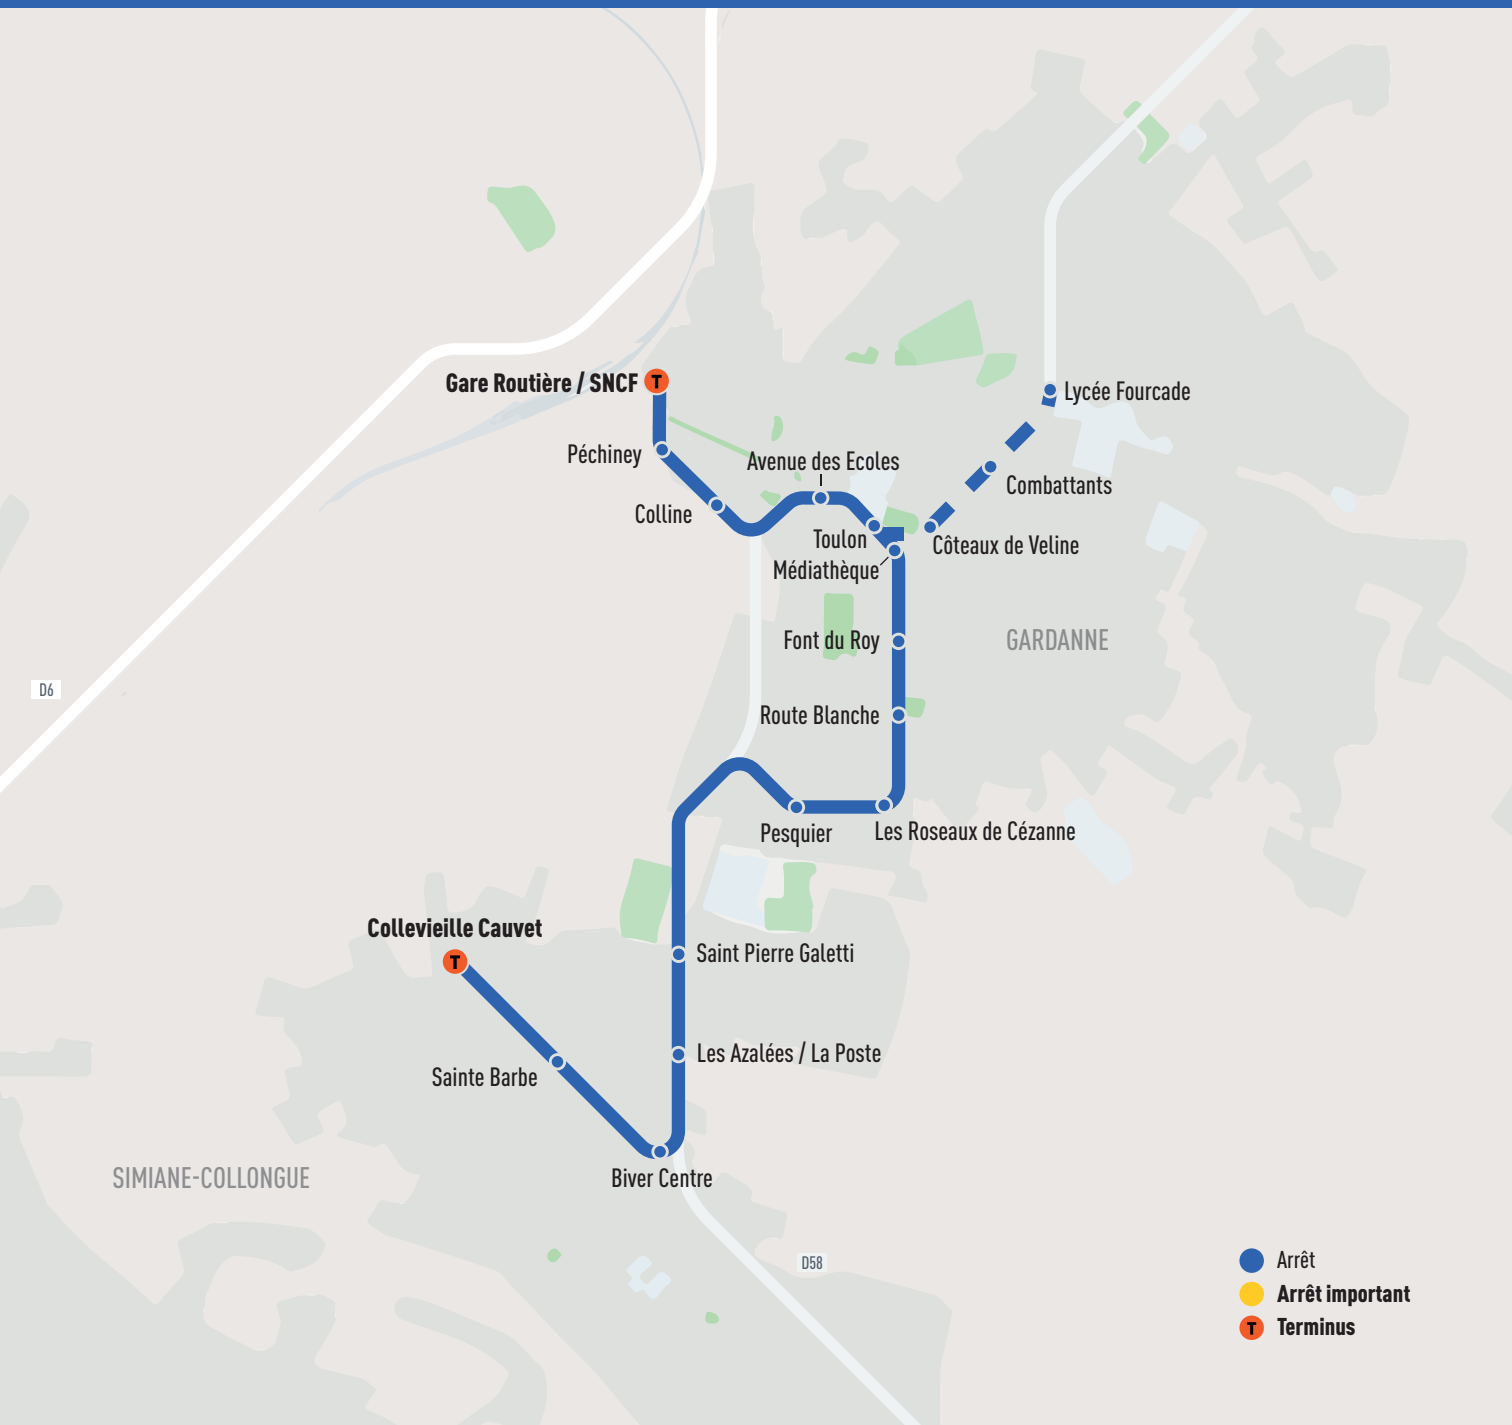 Gare Routière / SNCF
T
Lycée Fourcade
Péchiney
Avenue des Ecoles
Combattants
Colline
Toulon
Côteaux de Veline
Médiathèque
Font du Roy
GARDANNE
D6
Route Blanche
Pesquier
Les Roseaux de Cézanne
Collevieille Cauvet
T
Saint Pierre Galetti
Les Azalées / La Poste
Sainte Barbe
Biver Centre
SIMIANE-COLLONGUE
D58
Arrêt
Arrêt important
T Terminus